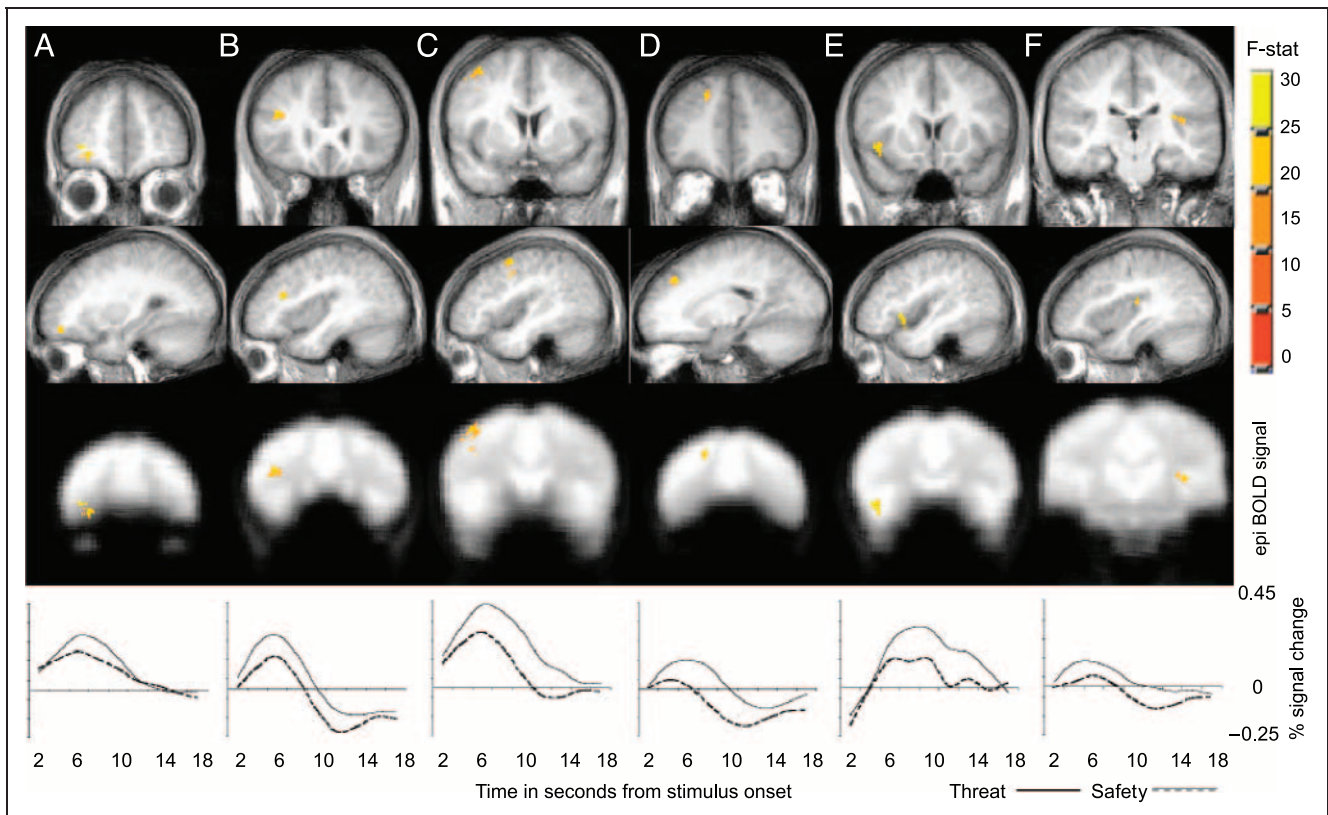 A B C D E F
F-stat
30
25
20
15
10
5
0
epi BOLD signal
0.45
0
−0.25
% signal change
2 6 10 14 18 2 6 10 14 18 2 6 10 14 18 2 6 10 14 18 2 6 10 14 18 2 6 10 14 18
Time in seconds from stimulus onset
Threat Safety